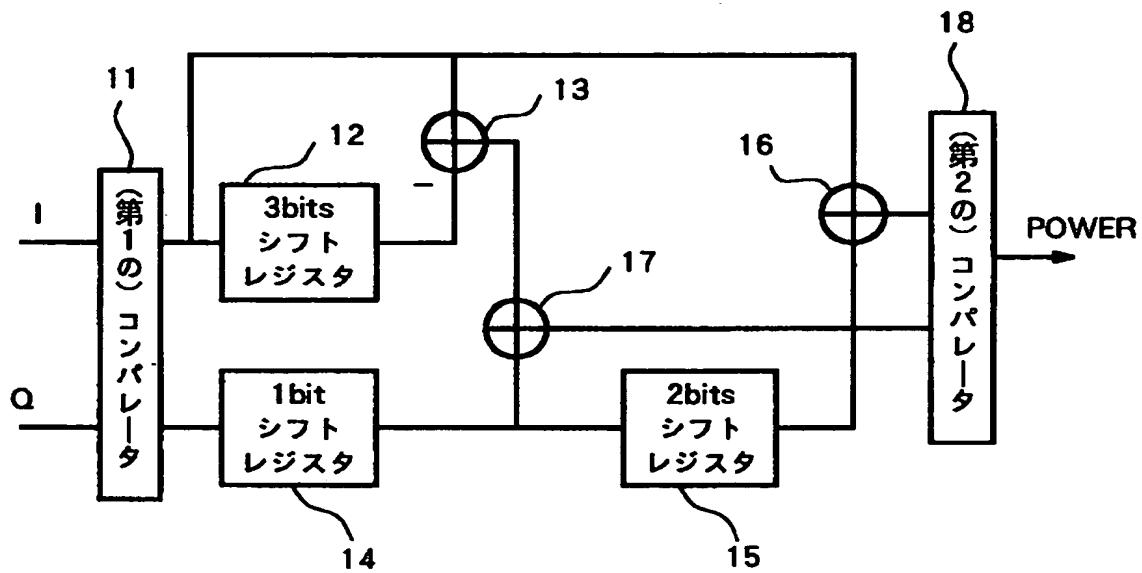 11
I
Q
(第1の)コンパレータ
12
3bits
シフト
レジスタ
13
−
14
1bit
シフト
レジスタ
17
15
2bits
シフト
レジスタ
16
18
(第2の)コンパレータ
POWER